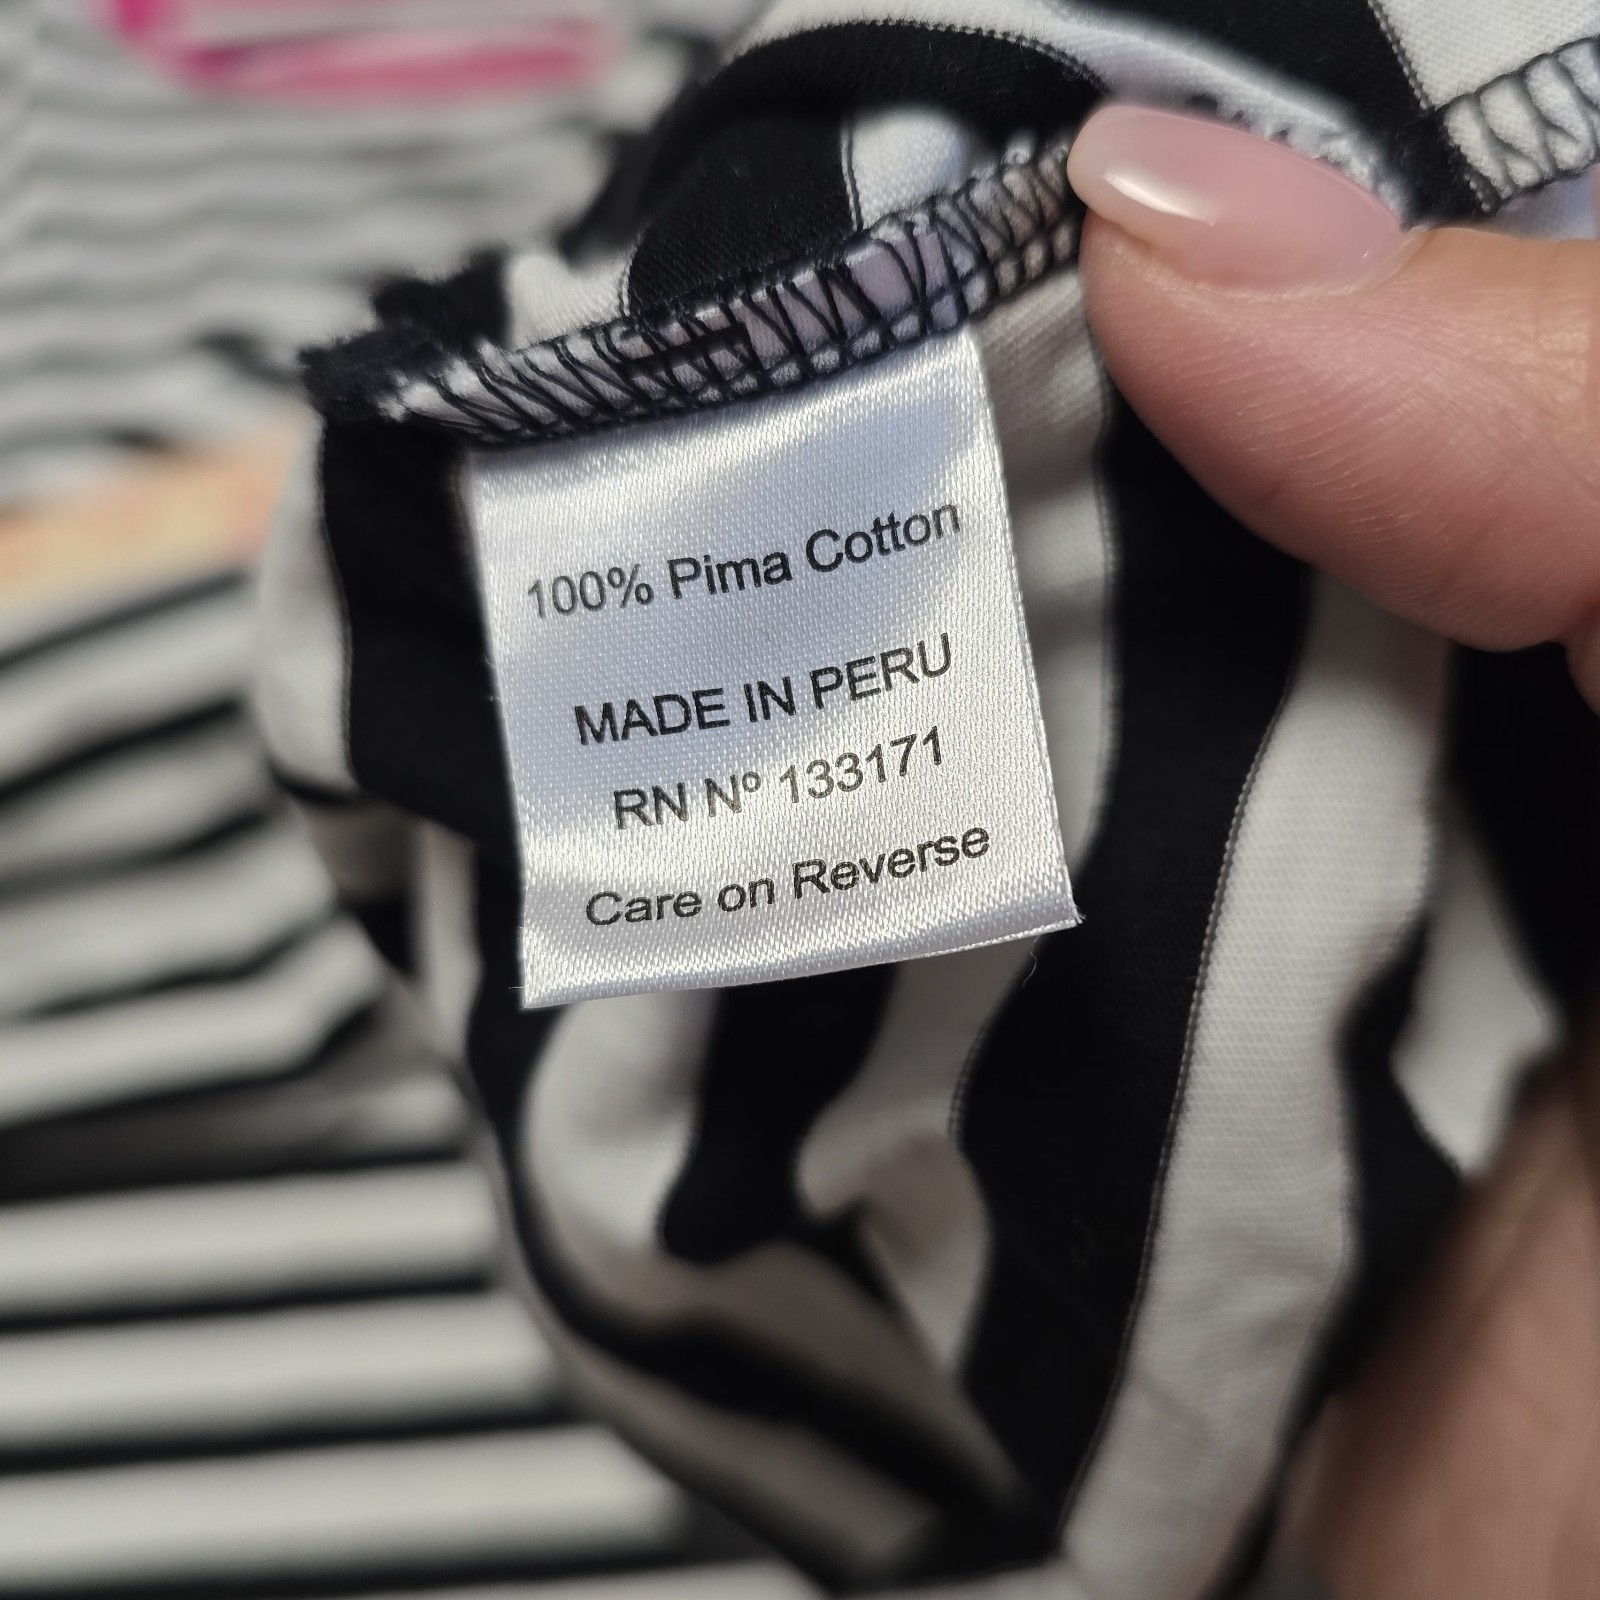 100% Pima Cotton
MADE IN PERU
RN Nº 133171
Care on Reverse